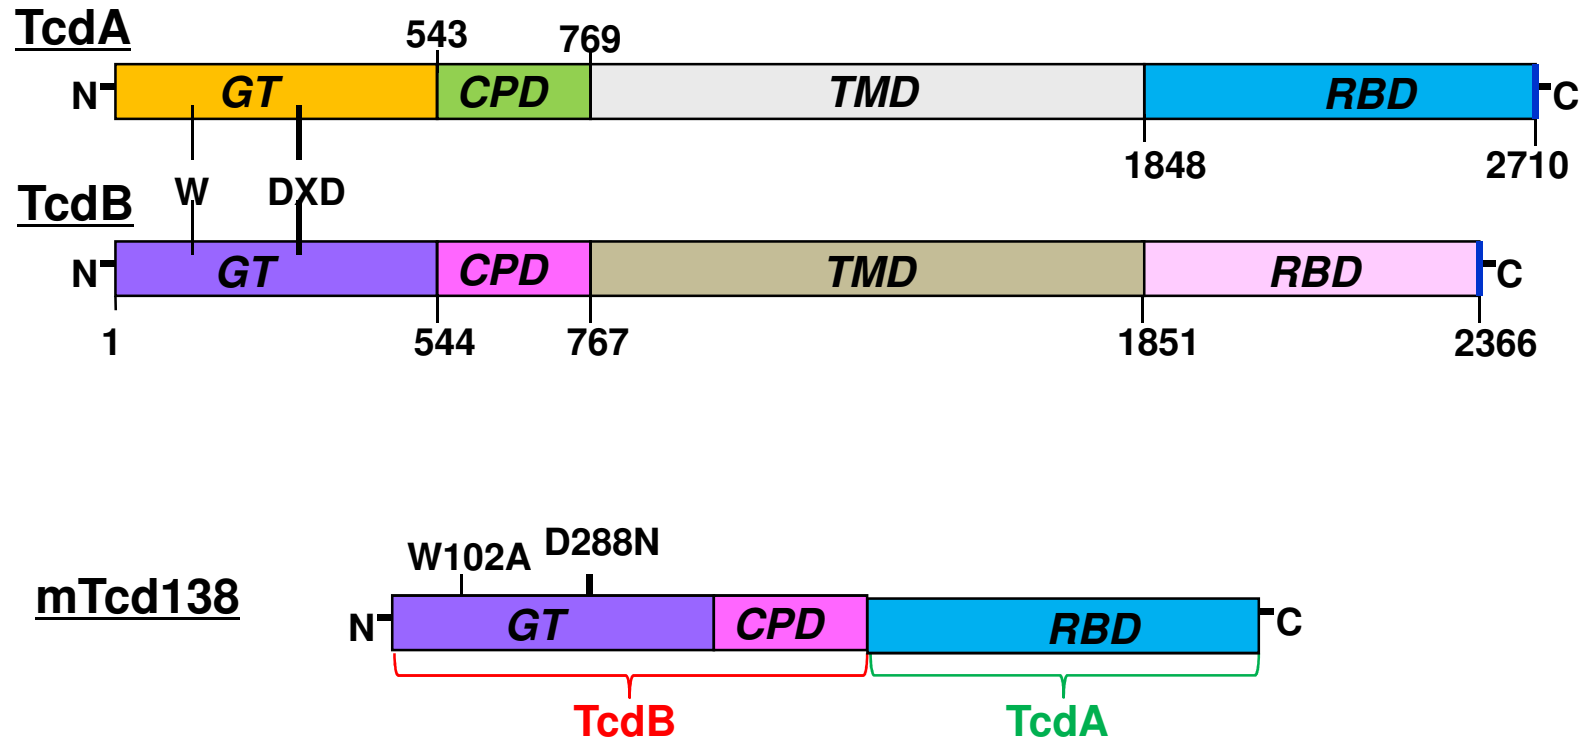 TcdA
543 769
N GT CPD TMD RBD C
1848 2710
W DXD
TcdB
N GT CPD TMD RBD C
1 544 767 1851 2366
W102A D288N
mTcd138
N GT CPD RBD C
TcdB TcdA